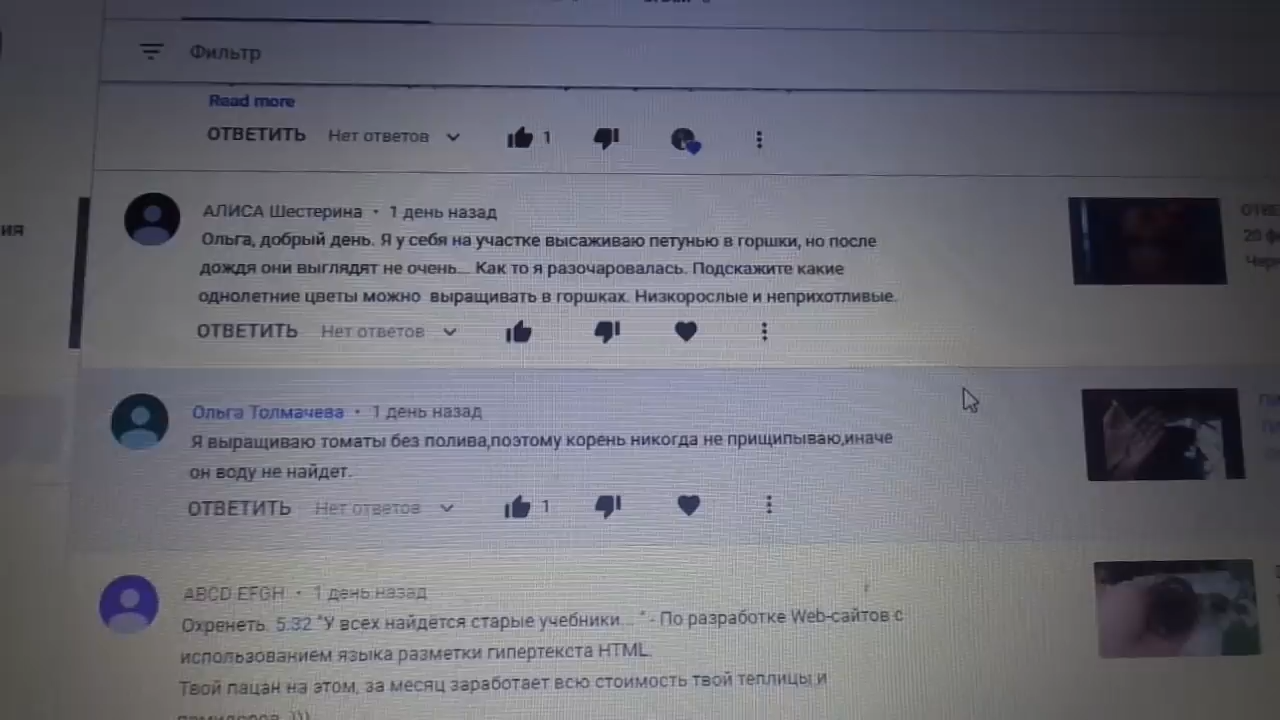 Фильтр
Read more
ОТВЕТИТЬ Нет ответов 1
АЛИСА Шестерина • 1 день назад
Ольга, добрый день. Я у себя на участке высаживаю петунью в горшки, но после
дождя они выглядят не очень... Как то я разочаровалась. Подскажите какие
однолетние цветы можно выращивать в горшках. Низкорослые и неприхотливые.
ОТВЕТИТЬ Нет ответов
Ольга Толмачева • 1 день назад
Я выращиваю томаты без полива,поэтому корень никогда не прищипываю,иначе
он воду не найдет.
ОТВЕТИТЬ Нет ответов 1
ABCD EFGH • 1 день назад
Охренеть. 5:32 "У всех найдётся старые учебники... " - По разработке Web-сайтов с
использованием языка разметки гипертекста HTML.
Твой пацан на этом, за месяц заработает всю стоимость твой теплицы и
ия
20